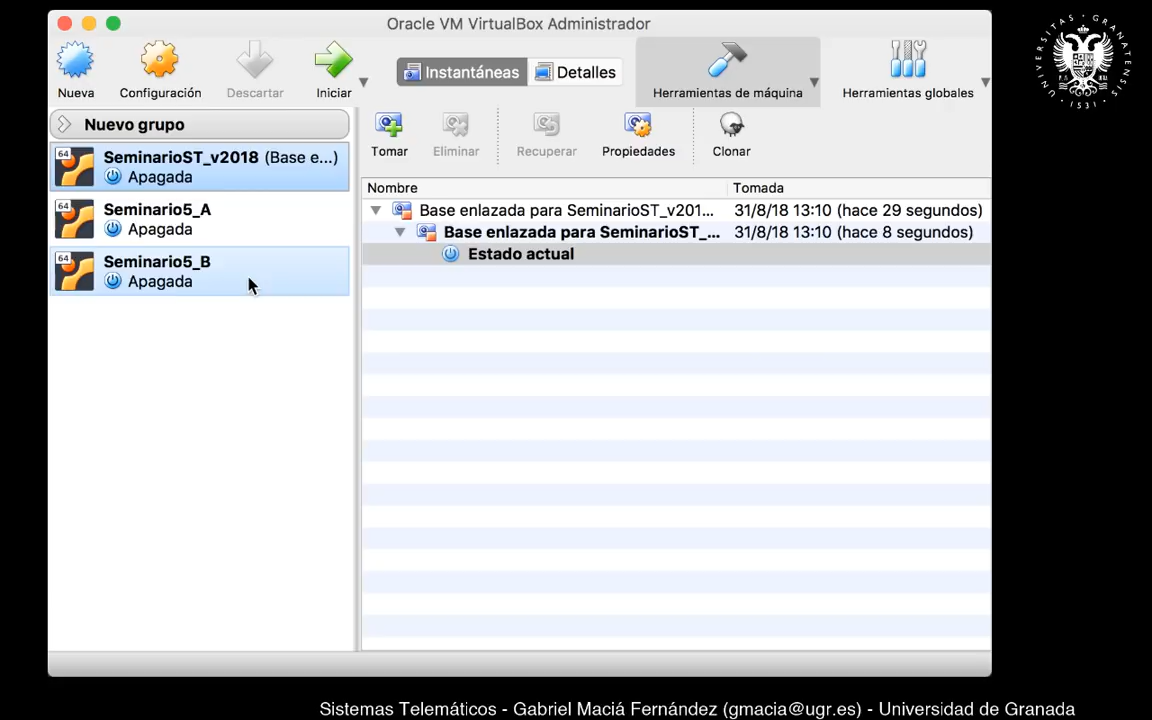 Oracle VM VirtualBox Administrador
Nueva
Configuración
Descartar
Iniciar
Instantáneas
Detalles
Herramientas de máquina
Herramientas globales
UNIVERSITAS · GRANATENSIS · 1531 ·
Nuevo grupo
Tomar
Eliminar
Recuperar
Propiedades
Clonar
64
SeminarioST_v2018 (Base e...)
Apagada
64
Seminario5_A
Apagada
64
Seminario5_B
Apagada
Nombre
Tomada
Base enlazada para SeminarioST_v201... 31/8/18 13:10 (hace 29 segundos)
Base enlazada para SeminarioST_... 31/8/18 13:10 (hace 8 segundos)
Estado actual
Sistemas Telemáticos - Gabriel Maciá Fernández (gmacia@ugr.es) - Universidad de Granada